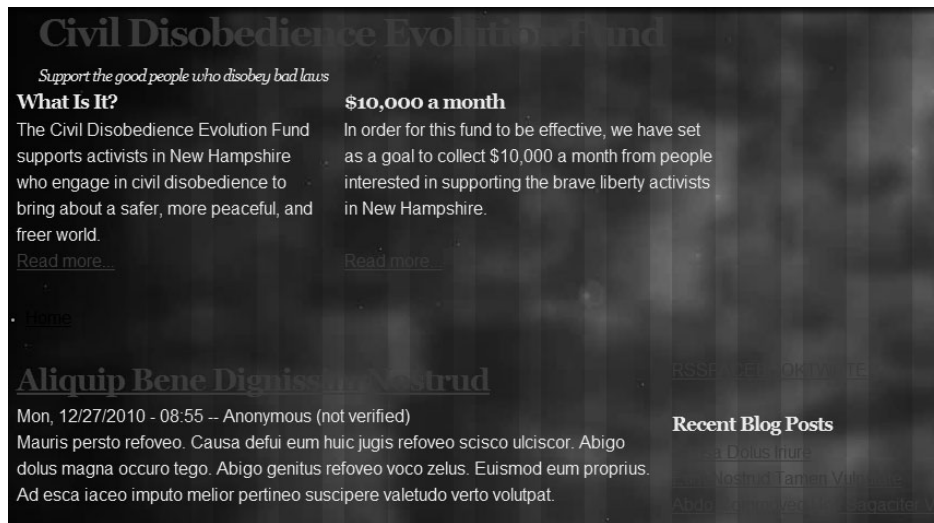 Civil Disobedience Evolution Fund
Support the good people who disobey bad laws
What Is It?
The Civil Disobedience Evolution Fund
supports activists in New Hampshire
who engage in civil disobedience to
bring about a safer, more peaceful, and
freer world.
Read more...
$10,000 a month
In order for this fund to be effective, we have set
as a goal to collect $10,000 a month from people
interested in supporting the brave liberty activists
in New Hampshire.
Read more...
Home
Aliquip Bene Dignissim Nostrud
Mon, 12/27/2010 - 08:55 -- Anonymous (not verified)
Mauris persto refoveo. Causa defui eum huic jugis refoveo scisco ulciscor. Abigo
dolus magna occuro tego. Abigo genitus refoveo voco zelus. Euismod eum proprius.
Ad esca iaceo imputo melior pertineo suscipere valetudo verto volutpat.
Recent Blog Posts
Dolus Iriure
Nostrud Tamen